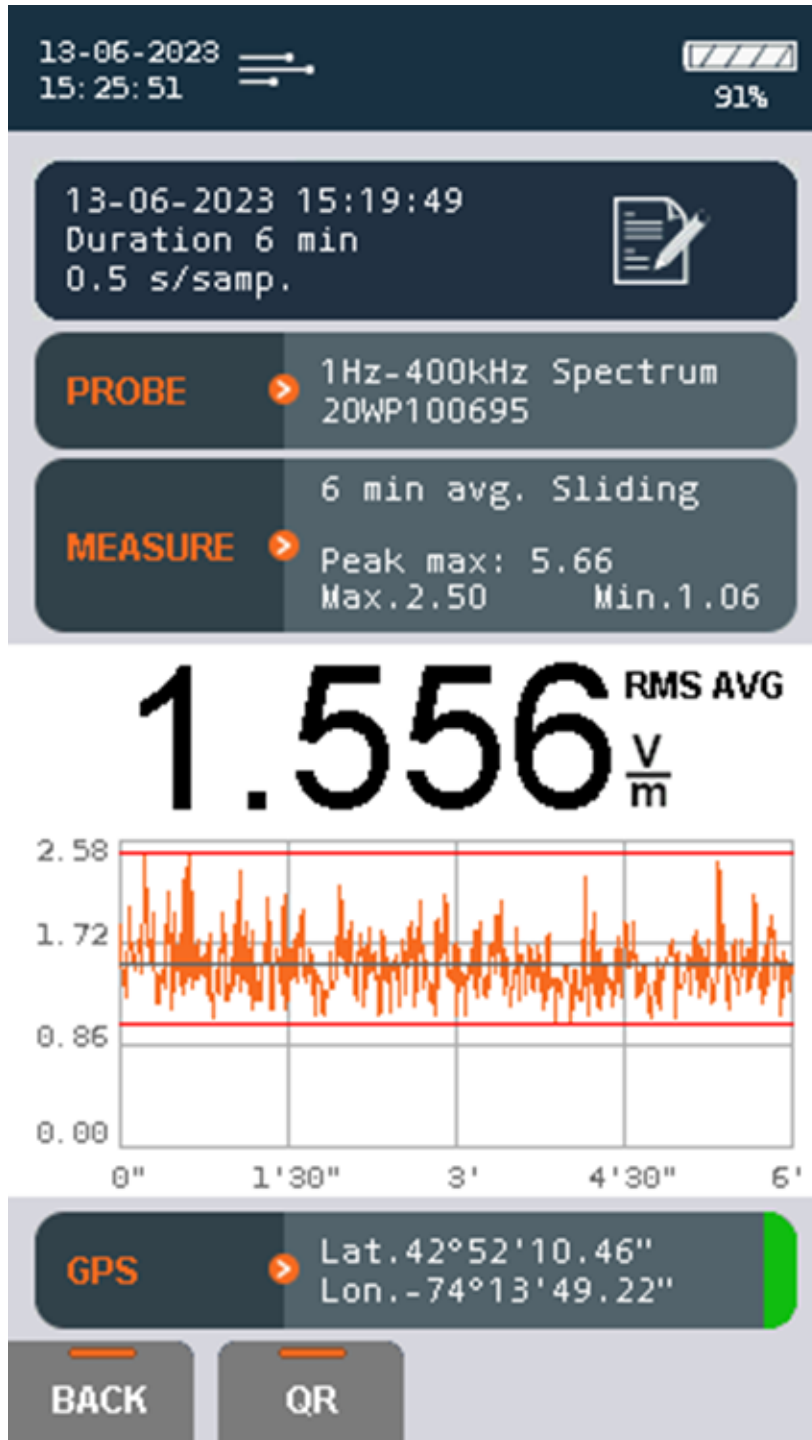 13-06-2023
15:25:51
91%
13-06-2023 15:19:49
Duration 6 min
0.5 s/samp.
PROBE
1Hz-400kHz Spectrum
20WP100695
MEASURE
6 min avg. Sliding
Peak max: 5.66
Max.2.50 Min.1.06
1.556 RMS AVG
V
m
2.58
1.72
0.86
0.00
0" 1'30" 3' 4'30" 6'
GPS
Lat.42°52'10.46"
Lon.-74°13'49.22"
BACK QR